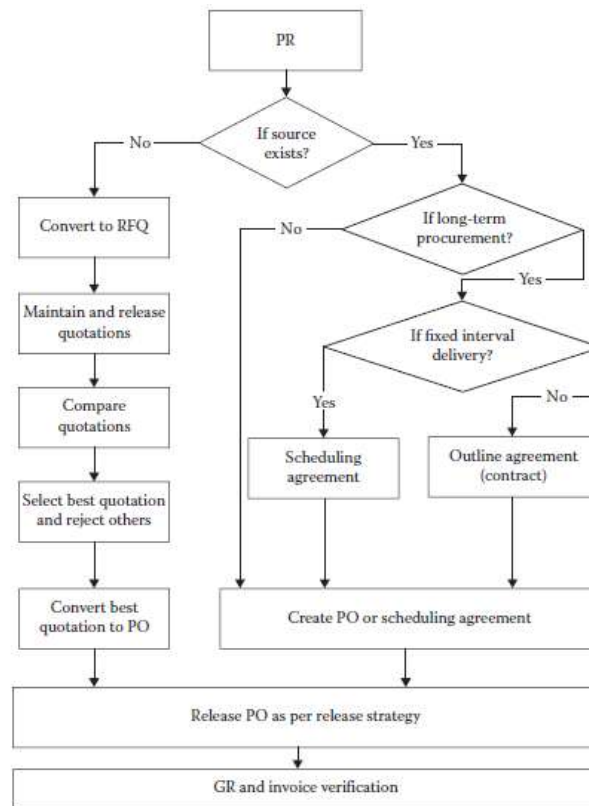 PR
If source
exists?
No
Yes
Convert to RFQ
If long-term
procurement?
No
Yes
Maintain and release
quotations
If fixed interval
delivery?
Yes
No
Compare
quotations
Scheduling
agreement
Outline agreement
(contract)
Select best quotation
and reject others
Convert best
quotation to PO
Create PO or scheduling agreement
Release PO as per release strategy
GR and invoice verification